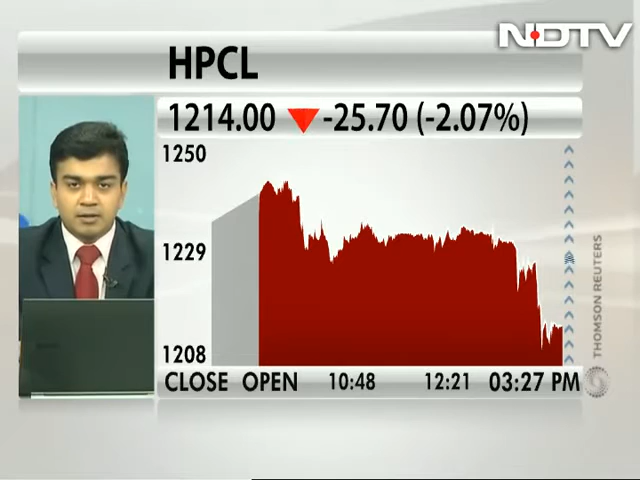 NDTV
HPCL
1214.00 ▼ -25.70 (-2.07%)
1250
1229
1208
CLOSE OPEN 10:48 12:21 03:27 PM
THOMSON REUTERS